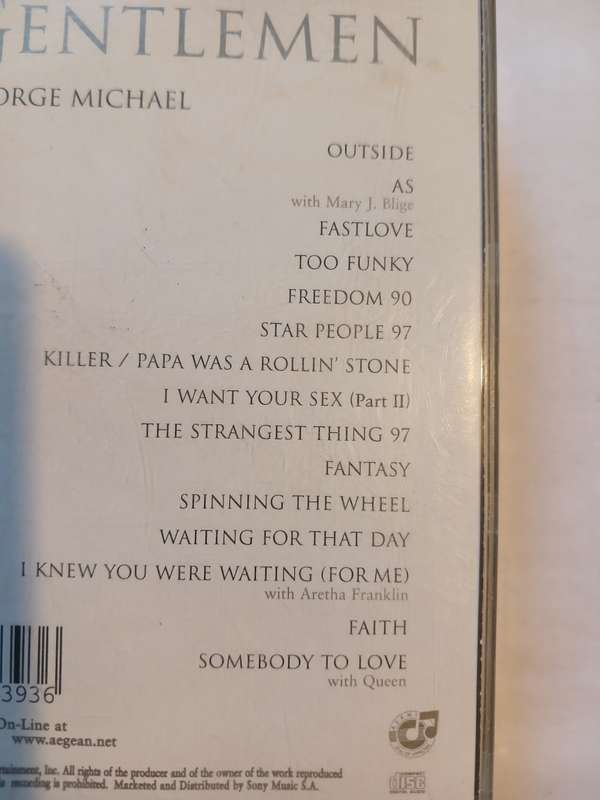 GENTLEMEN
ORGE MICHAEL
OUTSIDE
AS
with Mary J. Blige
FASTLOVE
TOO FUNKY
FREEDOM 90
STAR PEOPLE 97
KILLER / PAPA WAS A ROLLIN' STONE
I WANT YOUR SEX (Part II)
THE STRANGEST THING 97
FANTASY
SPINNING THE WHEEL
WAITING FOR THAT DAY
I KNEW YOU WERE WAITING (FOR ME)
with Aretha Franklin
FAITH
SOMEBODY TO LOVE
with Queen
3936
On-Line at
www.aegean.net
rtainment, Inc. All rights of the producer and of the owner of the work reproduced
recording is prohibited. Marketed and Distributed by Sony Music S.A.
COMPACT
disc
DIGITAL AUDIO